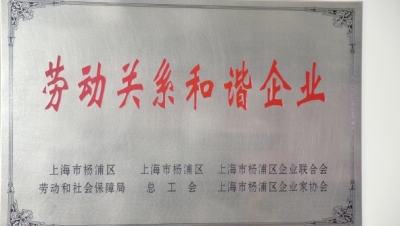 劳动关系和谐企业
上海市杨浦区 上海市杨浦区 上海市杨浦区企业联合会
劳动和社会保障局 总工会 上海市杨浦区企业家协会